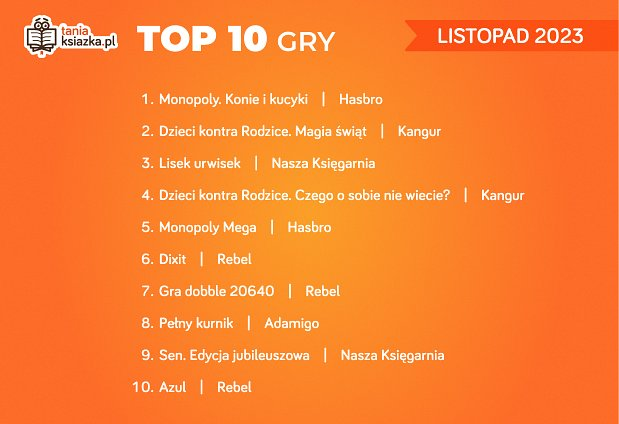 tania
ksiazka.pl
TOP 10 GRY
LISTOPAD 2023
1. Monopoly. Konie i kucyki | Hasbro
2. Dzieci kontra Rodzice. Magia świąt | Kangur
3. Lisek urwisek | Nasza Księgarnia
4. Dzieci kontra Rodzice. Czego o sobie nie wiecie? | Kangur
5. Monopoly Mega | Hasbro
6. Dixit | Rebel
7. Gra dobble 20640 | Rebel
8. Pełny kurnik | Adamigo
9. Sen. Edycja jubileuszowa | Nasza Księgarnia
10. Azul | Rebel